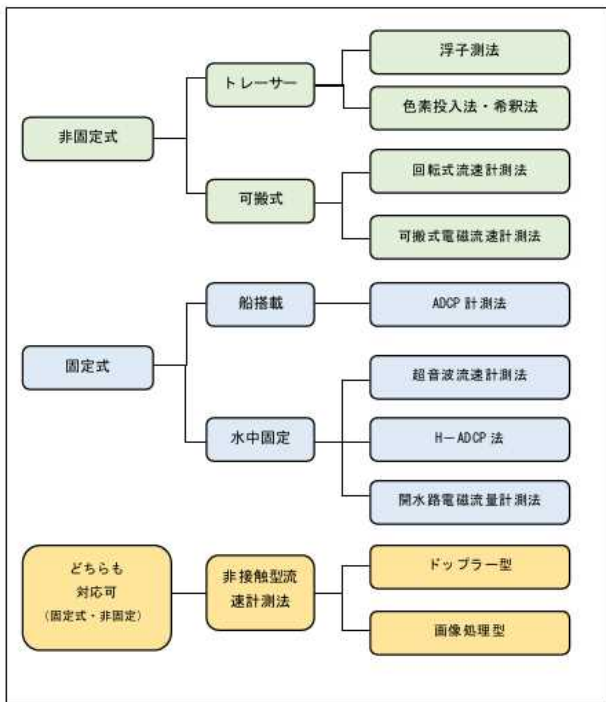 非固定式
トレーサー
浮子測法
色素投入法・希釈法
可搬式
回転式流速計測法
可搬式電磁流速計測法
固定式
船搭載
ADCP 計測法
水中固定
超音波流速計測法
H－ADCP 法
開水路電磁流量計測法
どちらも
対応可
（固定式・非固定）
非接触型流
速計測法
ドップラー型
画像処理型